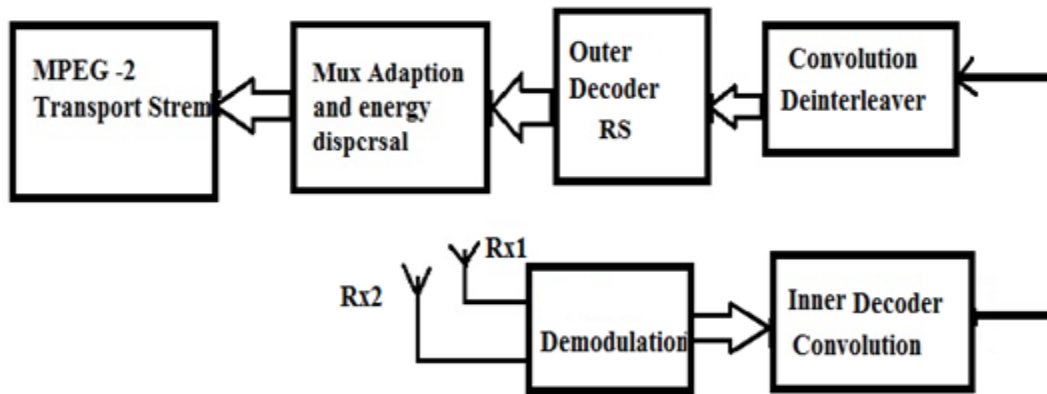 MPEG -2
Transport Strem
Mux Adaption
and energy
dispersal
Outer
Decoder
RS
Convolution
Deinterleaver
Rx1
Rx2
Demodulation
Inner Decoder
Convolution